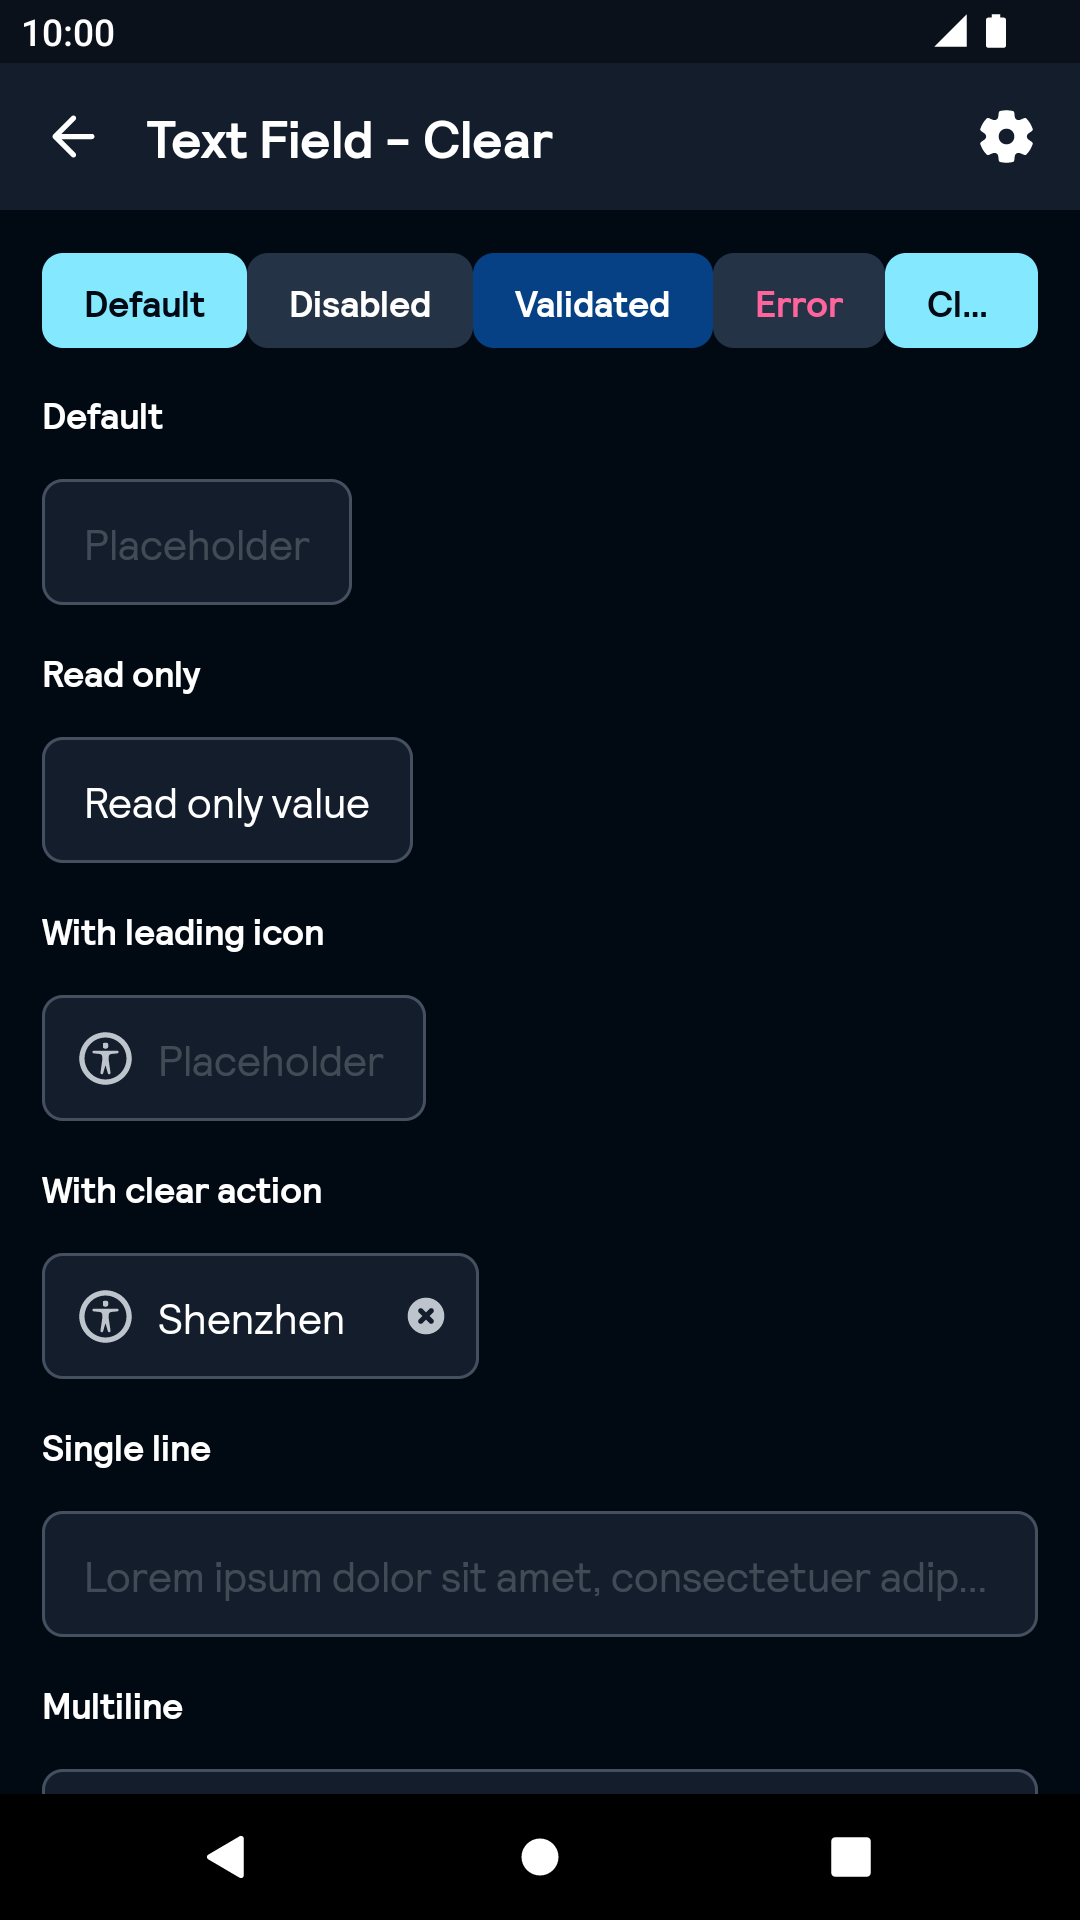 10:00
Text Field - Clear
Default Disabled Validated Error Cl...
Default
Placeholder
Read only
Read only value
With leading icon
Placeholder
With clear action
Shenzhen
Single line
Lorem ipsum dolor sit amet, consectetuer adip...
Multiline